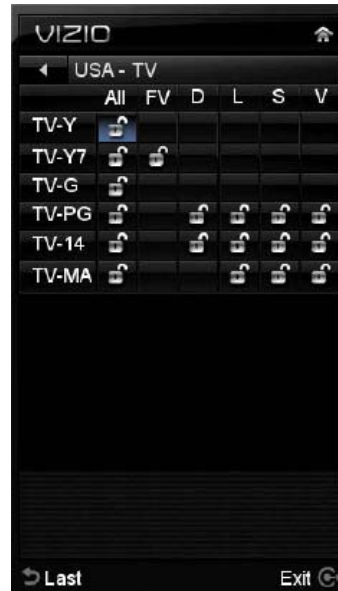 VIZIO
USA - TV
All FV D L S V
TV-Y
TV-Y7
TV-G
TV-PG
TV-14
TV-MA
Last Exit